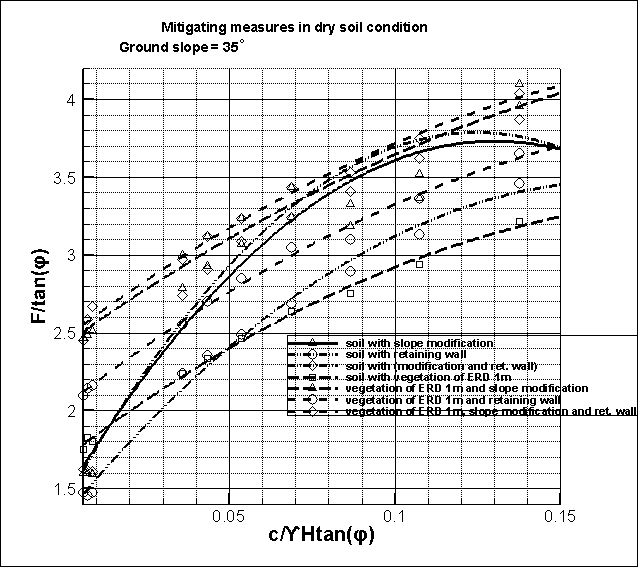 Mitigating measures in dry soil condition
Ground slope = 35°
4
3.5
3
2.5
2
1.5
F/tan(φ)
0.05
0.1
0.15
c/ϒHtan(φ)
soil with slope modification
soil with retaining wall
soil with (modification and ret. wall)
soil with vegetation of ERD 1m
vegetation of ERD 1m and slope modification
vegetation of ERD 1m and retaining wall
vegetation of ERD 1m, slope modification and ret. wall